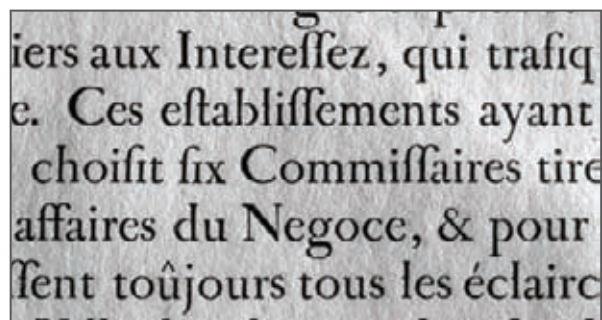 iers aux Intereſſez, qui trafiq
e. Ces eſtabliſſements ayant
choiſit ſix Commiſſaires tire
affaires du Negoce, & pour
ſſent toûjours tous les éclairc